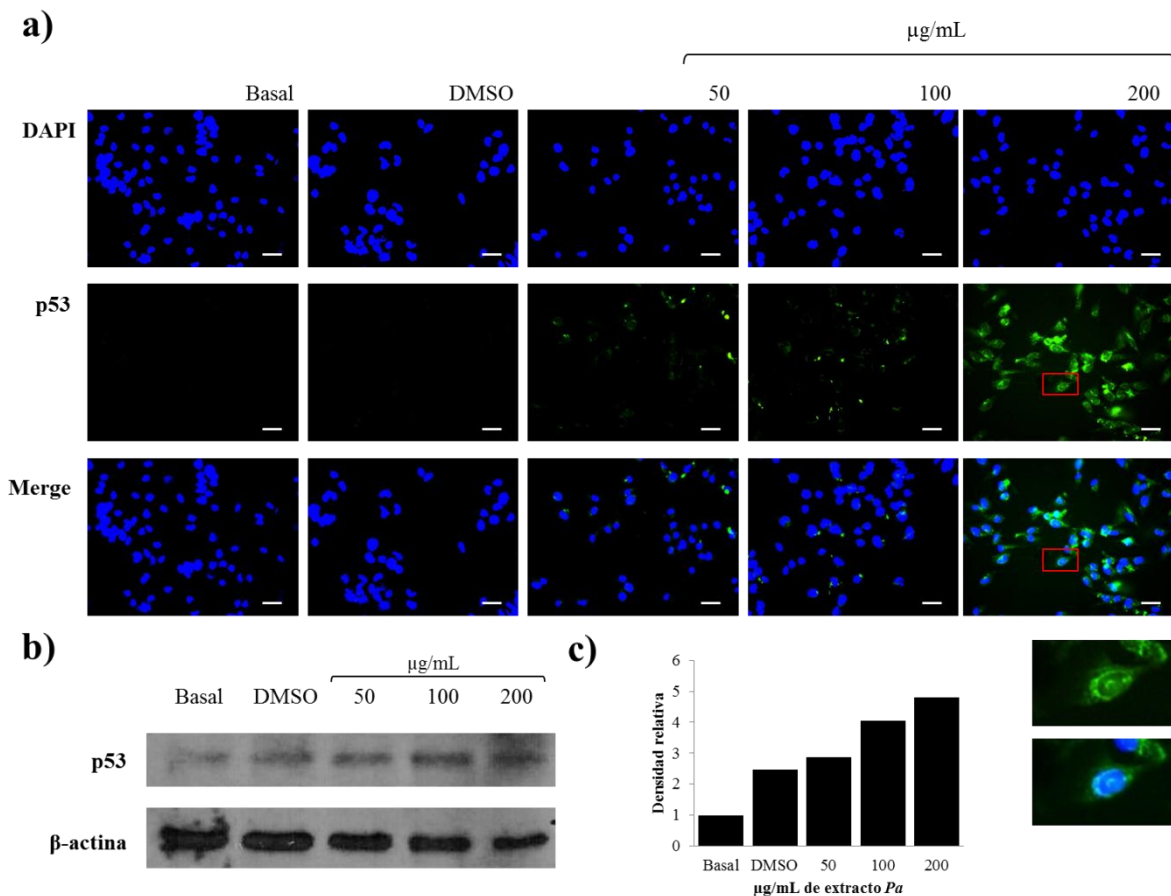 a)
µg/mL
Basal DMSO 50 100 200
DAPI
p53
Merge
b)
µg/mL
Basal DMSO 50 100 200
p53
β-actina
c)
6
5
4
3
2
1
0
Densidad relativa
Basal DMSO 50 100 200
µg/mL de extracto Pa